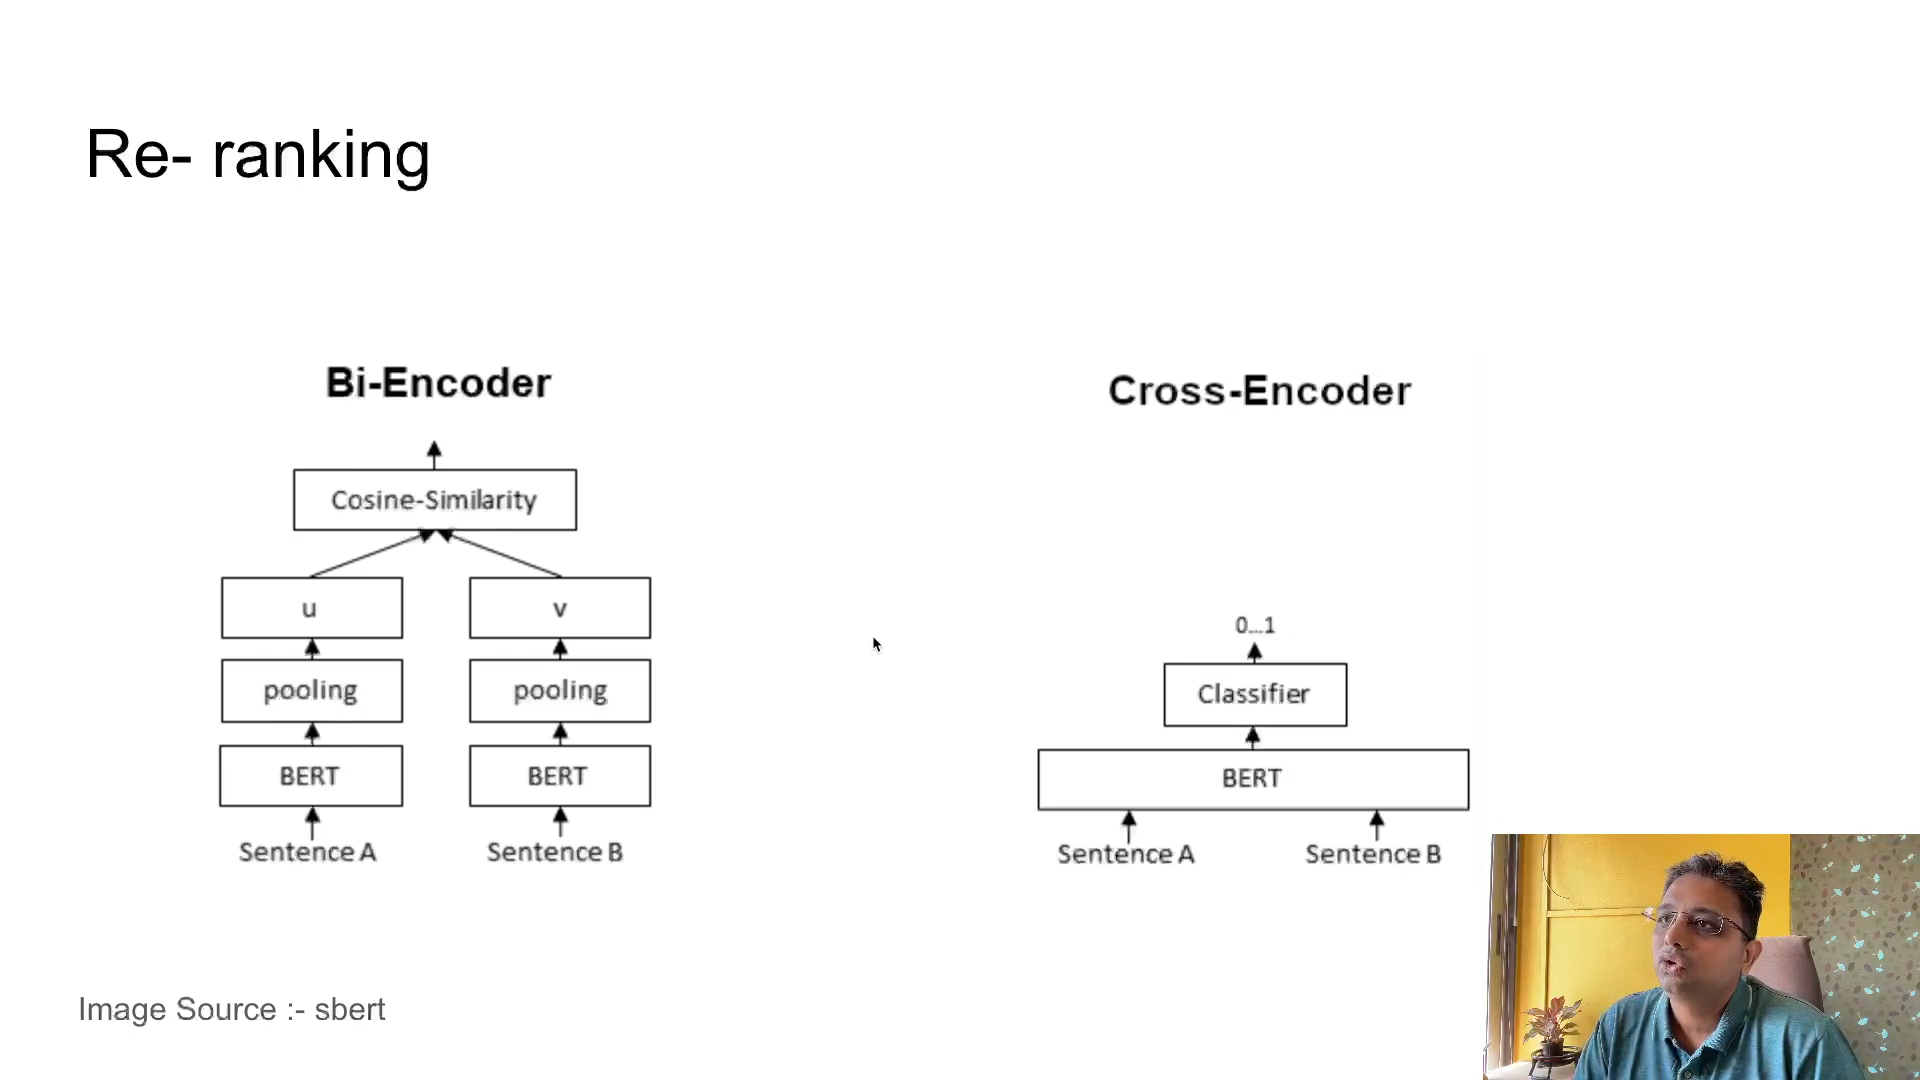 Re- ranking
Bi-Encoder
Cosine-Similarity
u
v
pooling
pooling
BERT
BERT
Sentence A
Sentence B
Cross-Encoder
0...1
Classifier
BERT
Sentence A
Sentence B
Image Source :- sbert